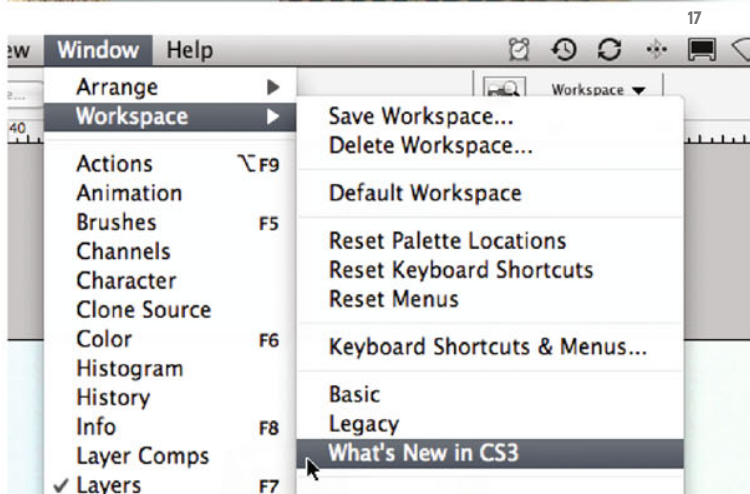 17
ew Window Help
Workspace
40
Arrange
Workspace
Actions ⌥F9
Animation
Brushes F5
Channels
Character
Clone Source
Color F6
Histogram
History
Info F8
Layer Comps
✓ Layers F7
Save Workspace...
Delete Workspace...
Default Workspace
Reset Palette Locations
Reset Keyboard Shortcuts
Reset Menus
Keyboard Shortcuts & Menus...
Basic
Legacy
What's New in CS3